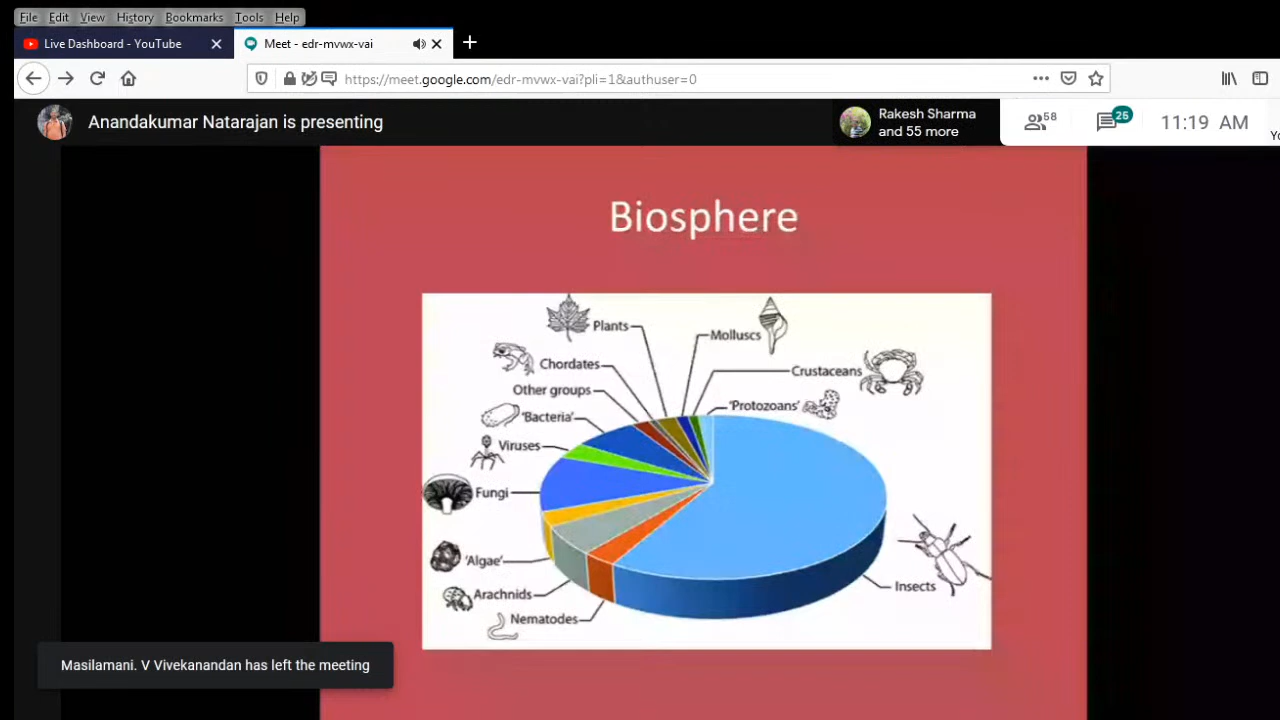 File Edit View History Bookmarks Tools Help
Live Dashboard - YouTube
Meet - edr-mvwx-vai
https://meet.google.com/edr-mvwx-vai?pli=1&authuser=0
Anandakumar Natarajan is presenting
Rakesh Sharma
and 55 more
58
25
11:19 AM
Yo
Biosphere
Plants
Molluscs
Chordates
Crustaceans
Other groups
'Protozoans'
'Bacteria'
Viruses
Fungi
'Algae'
Insects
Arachnids
Nematodes
Masilamani. V Vivekanandan has left the meeting